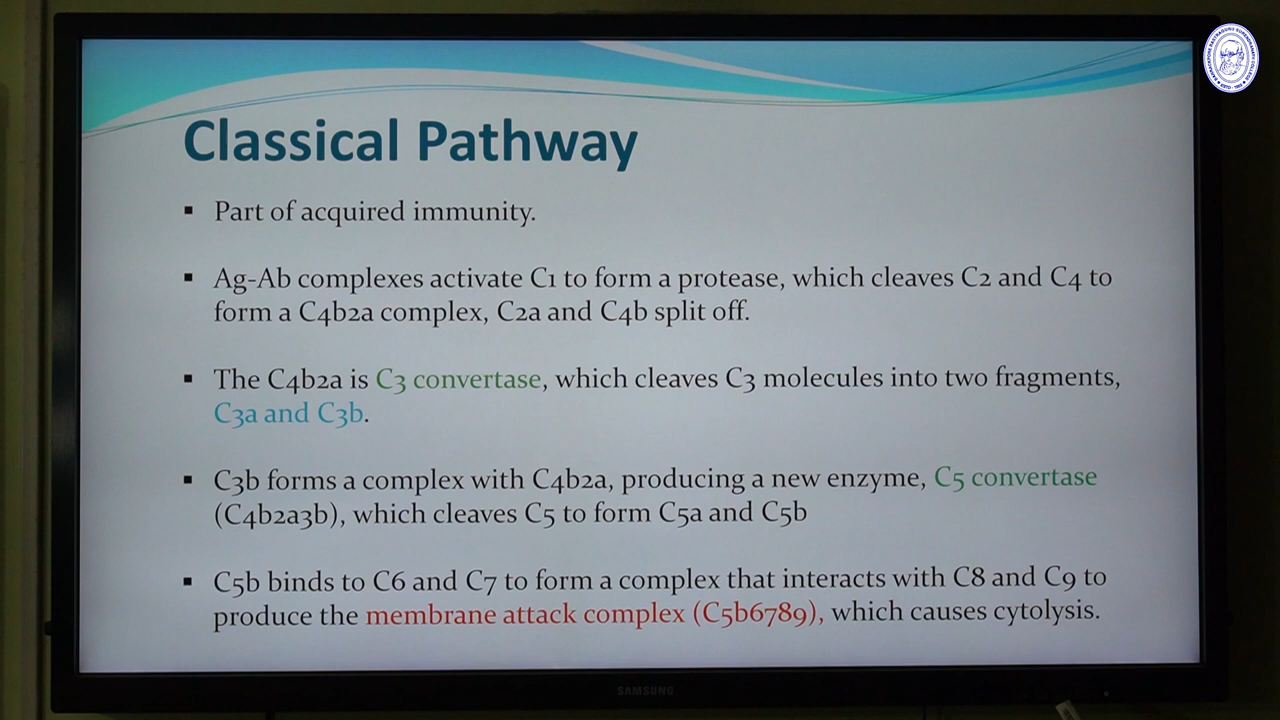 Classical Pathway
▪ Part of acquired immunity.
▪ Ag-Ab complexes activate C1 to form a protease, which cleaves C2 and C4 to
form a C4b2a complex, C2a and C4b split off.
▪ The C4b2a is C3 convertase, which cleaves C3 molecules into two fragments,
C3a and C3b.
▪ C3b forms a complex with C4b2a, producing a new enzyme, C5 convertase
(C4b2a3b), which cleaves C5 to form C5a and C5b
▪ C5b binds to C6 and C7 to form a complex that interacts with C8 and C9 to
produce the membrane attack complex (C5b6789), which causes cytolysis.
SAMSUNG